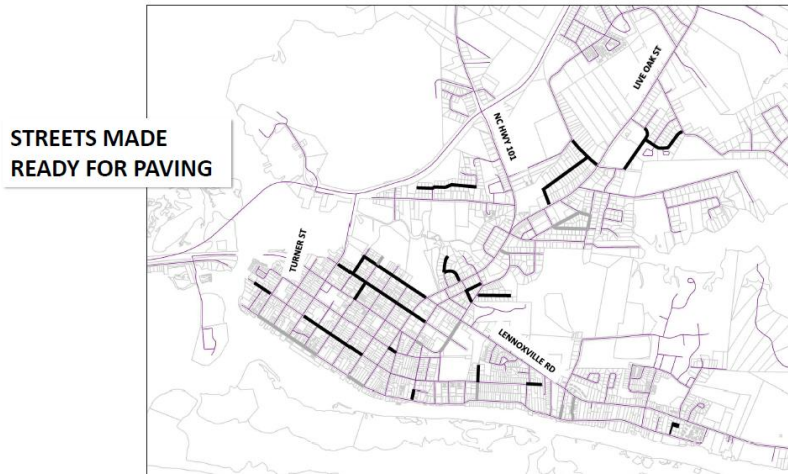 STREETS MADE
READY FOR PAVING
LIVE OAK ST
NC HWY 101
TURNER ST
LENNOXVILLE RD